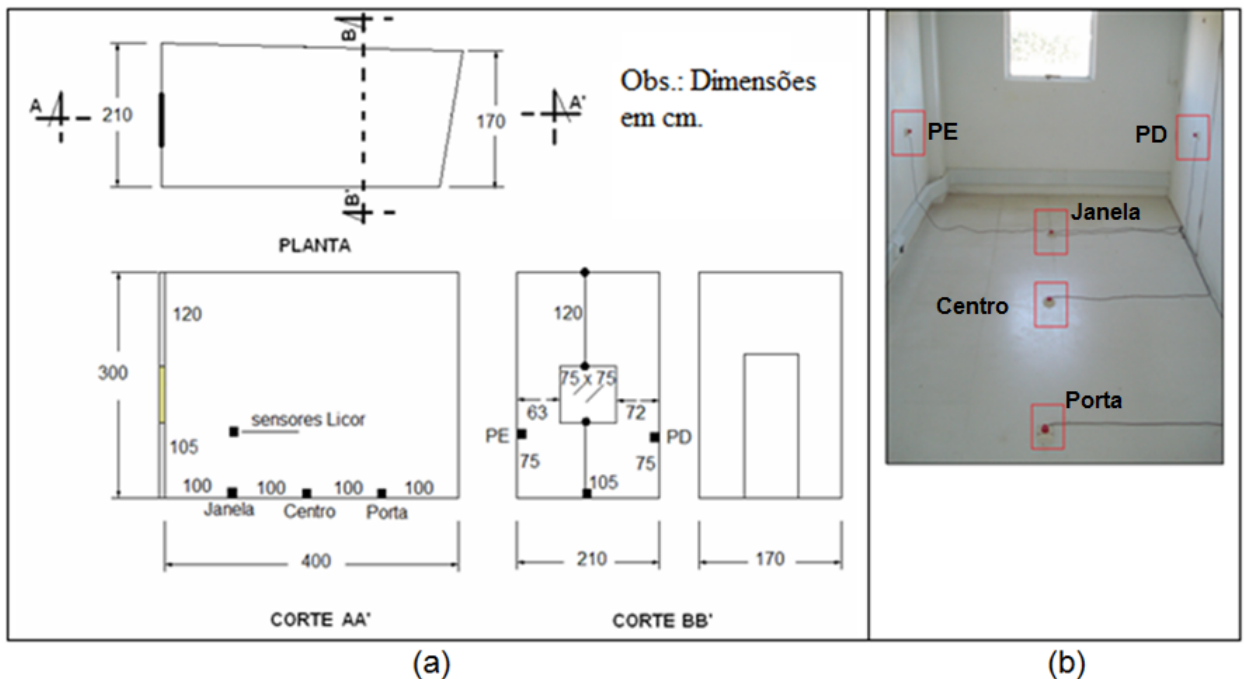 B
A
210
170
A'
B'
PLANTA
Obs.: Dimensões
em cm.
300
120
105
sensores Licor
100 100 100 100
Janela Centro Porta
400
CORTE AA'
120
75 x 75
63 72
PE PD
75 75
105
210
170
CORTE BB'
(a)
PE PD
Janela
Centro
Porta
(b)